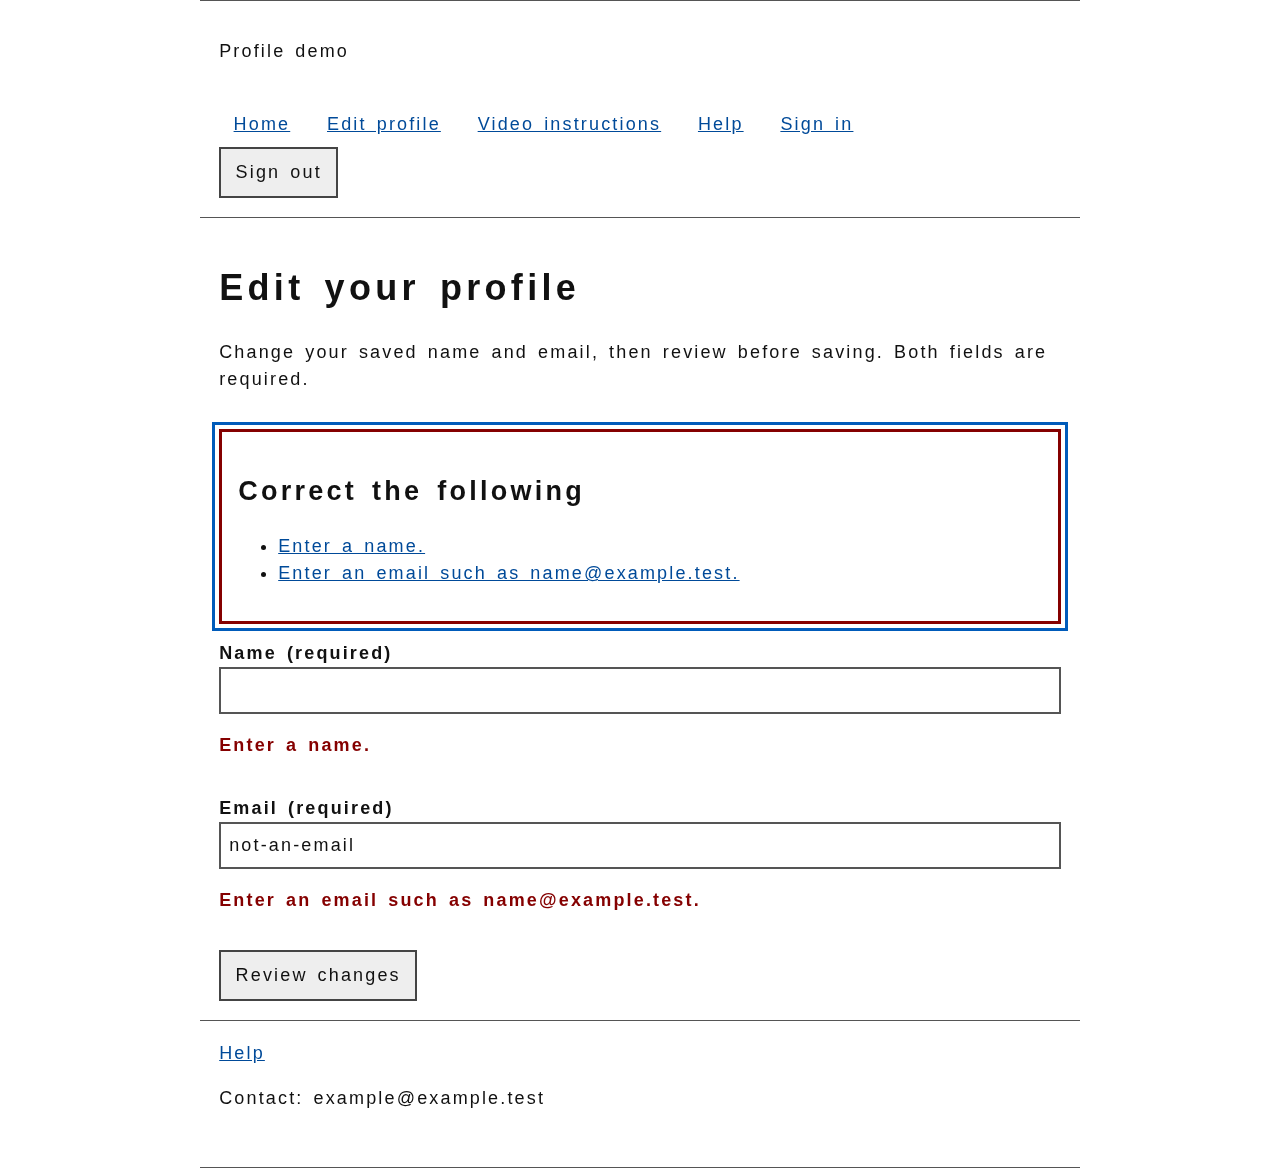 Profile demo
Home Edit profile Video instructions Help Sign in
Sign out
Edit your profile
Change your saved name and email, then review before saving. Both fields are
required.
Correct the following
Enter a name.
Enter an email such as name@example.test.
Name (required)
Enter a name.
Email (required)
not-an-email
Enter an email such as name@example.test.
Review changes
Help
Contact: example@example.test